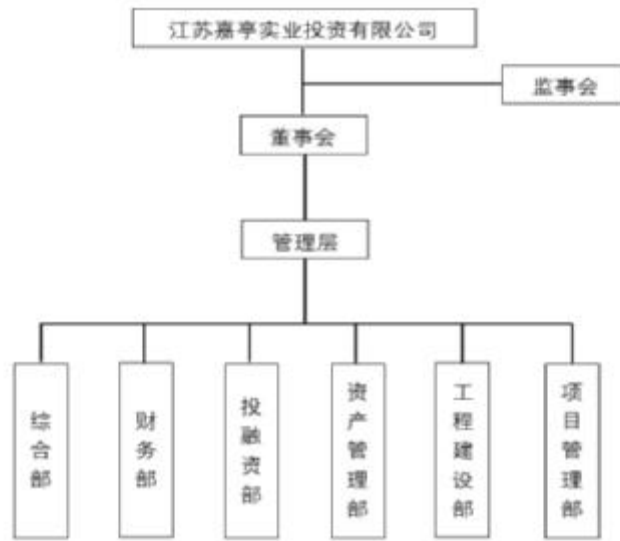 江苏嘉亭实业投资有限公司
监事会
董事会
管理层
综合部
财务部
投融资部
资产管理部
工程建设部
项目管理部